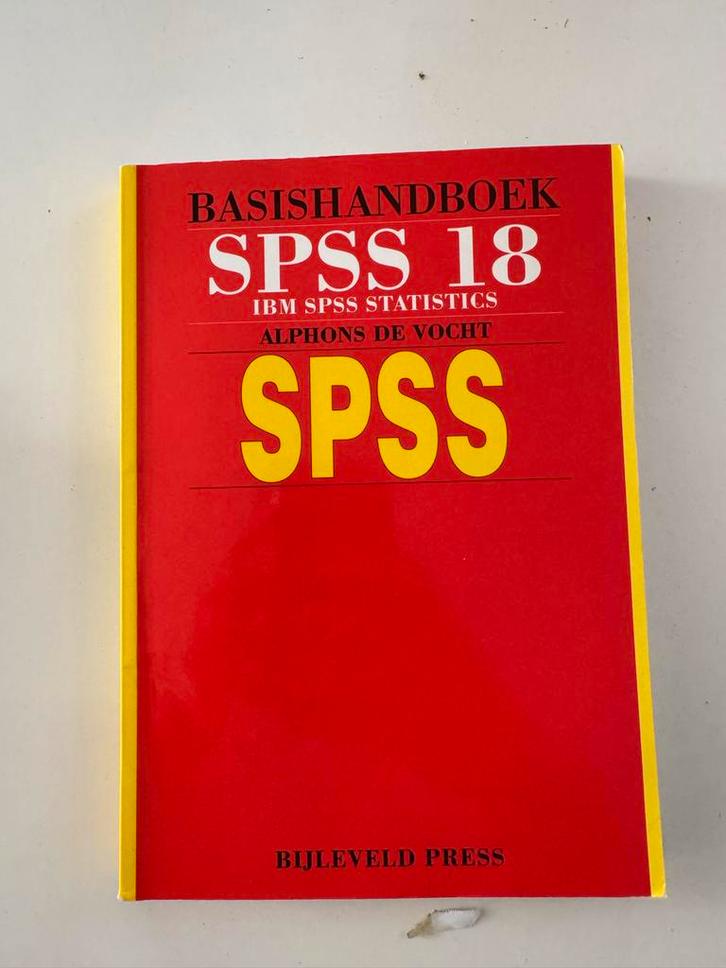 BASISHANDBOEK
SPSS 18
IBM SPSS STATISTICS
ALPHONS DE VOCHT
SPSS
BIJLEVELD PRESS